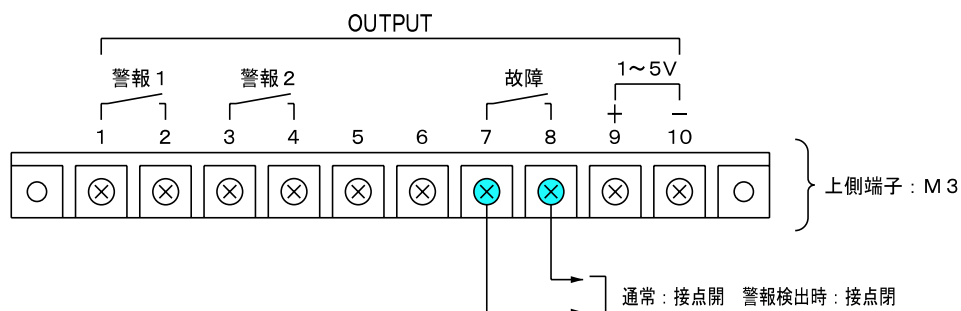 OUTPUT
警報1 警報2 故障 1～5V
+ −
1 2 3 4 5 6 7 8 9 10
上側端子：M3
通常：接点開 警報検出時：接点閉